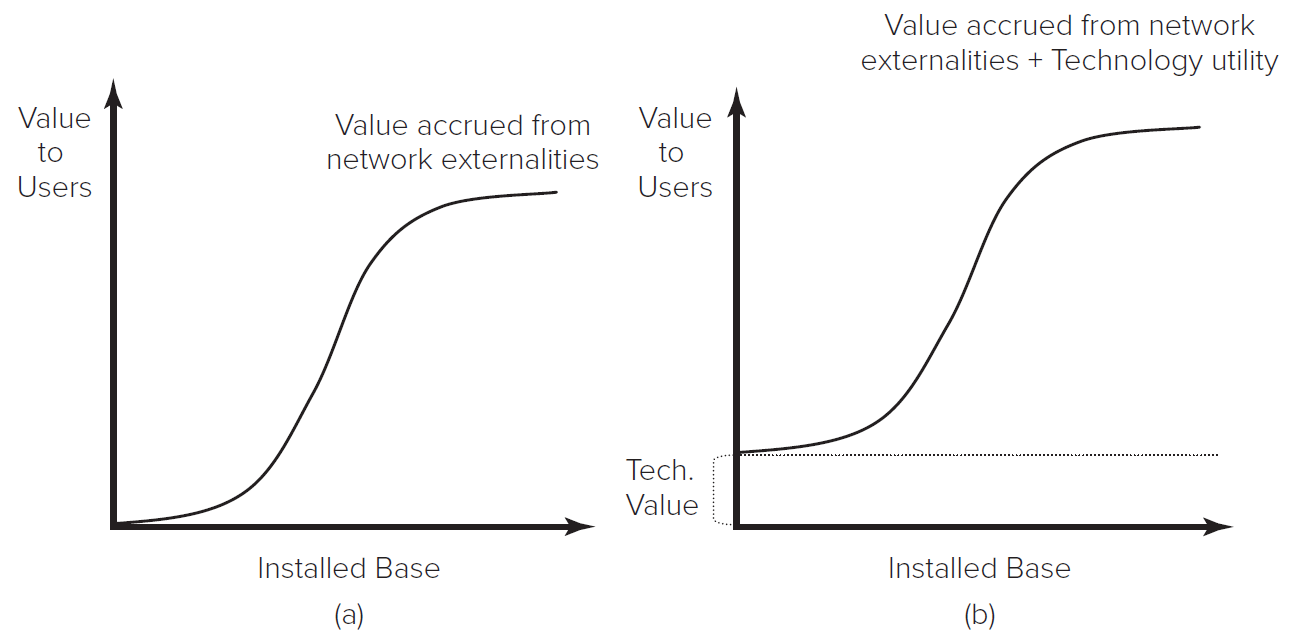 Value
to
Users
Value accrued from
network externalities
Installed Base
(a)
Value accrued from network
externalities + Technology utility
Value
to
Users
Tech.
Value
Installed Base
(b)